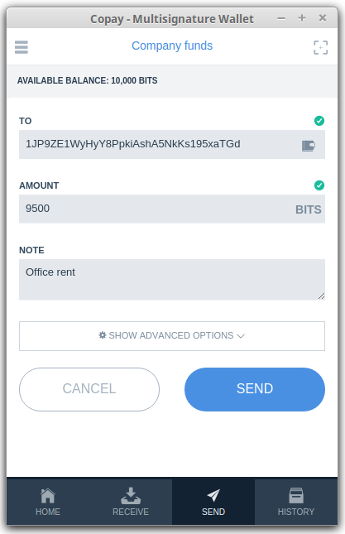 Copay - Multisignature Wallet
Company funds
AVAILABLE BALANCE: 10,000 BITS
TO
1JP9ZE1WyHyY8PpkiAshA5NkKs195xaTGd
AMOUNT
9500 BITS
NOTE
Office rent
SHOW ADVANCED OPTIONS
CANCEL SEND
HOME RECEIVE SEND HISTORY